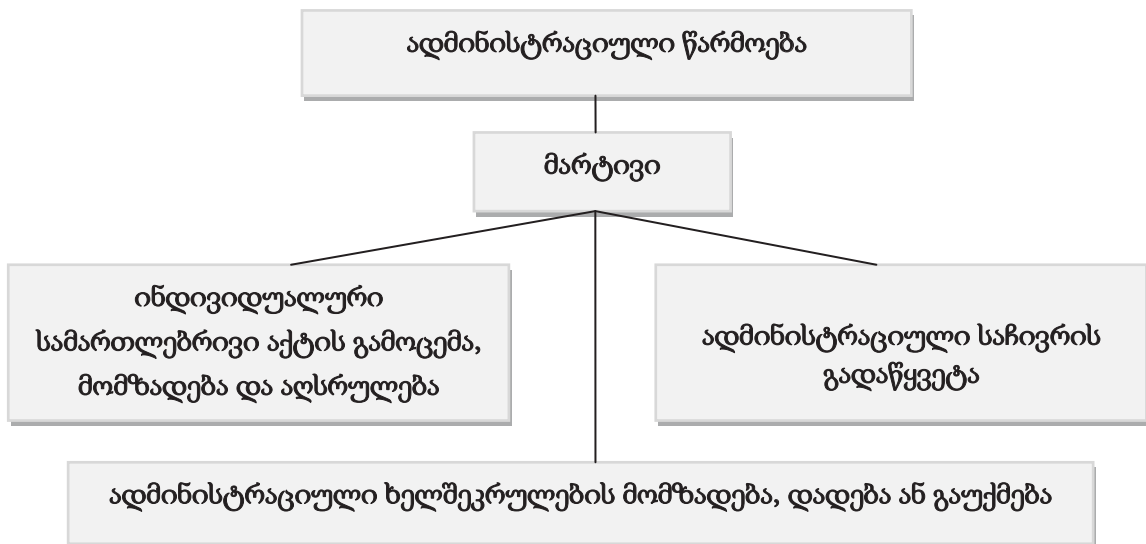 ადმინისტრაციული წარმოება
მარტივი
ინდივიდუალური
სამართლებრივი აქტის გამოცემა,
მომზადება და აღსრულება
ადმინისტრაციული საჩივრის
გადაწყვეტა
ადმინისტრაციული ხელშეკრულების მომზადება, დადება ან გაუქმება